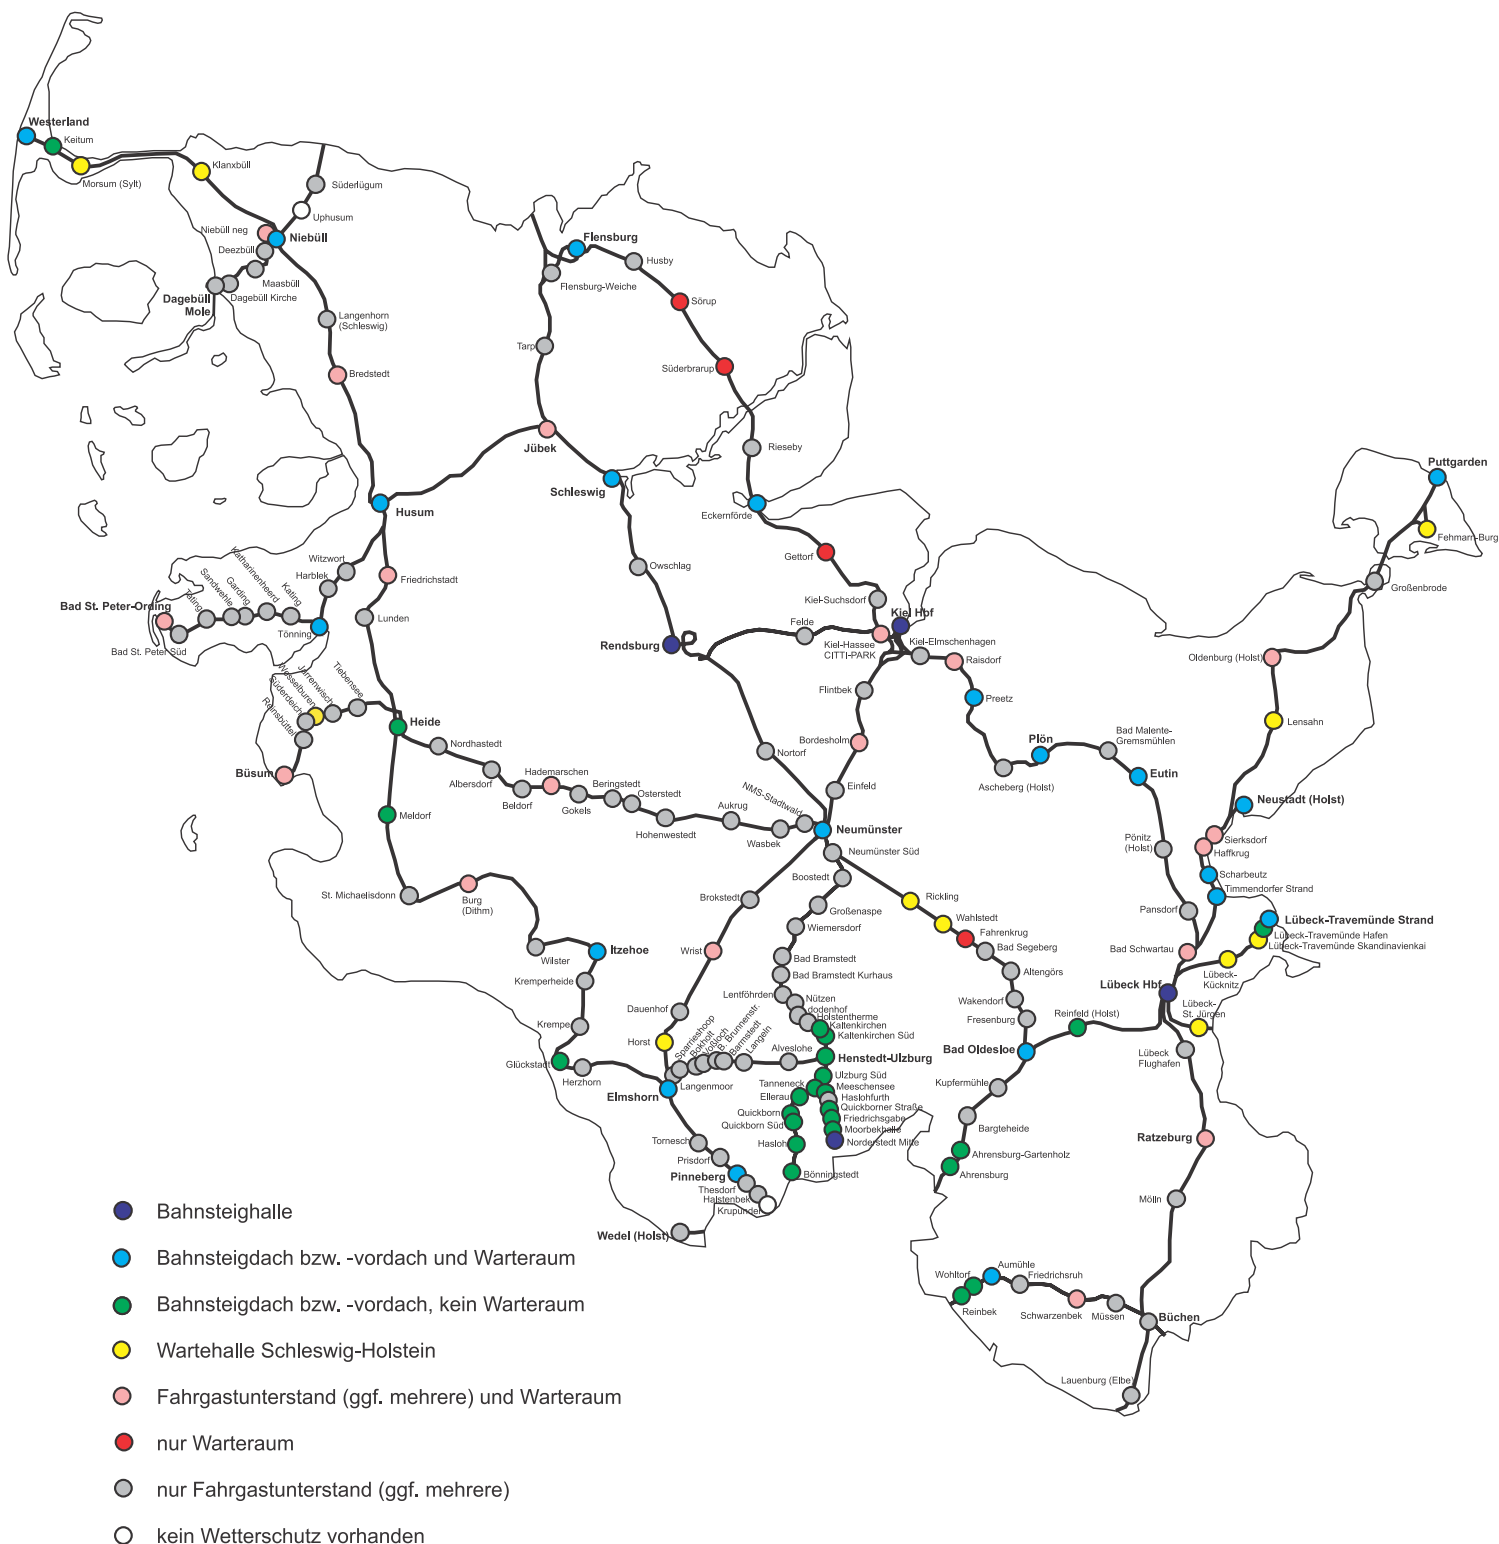 Westerland
Keitum
Morsum (Sylt)
Klanxbüll
Süderlügum
Uphusum
Niebüll neg
Niebüll
Deezbüll
Maasbüll
Dagebüll Kirche
Dagebüll
Mole
Langenhorn
(Schleswig)
Bredstedt
Flensburg
Husby
Flensburg-Weiche
Sörup
Tarp
Süderbrarup
Jübek
Rieseby
Schleswig
Eckernförde
Husum
Gettorf
Owschlag
Witzwort
Harblek
Friedrichstadt
Katharinenheerd
Sandwehle
Garding
Kating
Tating
Bad St. Peter-Ording
Bad St. Peter Süd
Tönning
Lunden
Kiel-Suchsdorf
Kiel Hbf
Felde
Kiel-Hassee
CITTI-PARK
Kiel-Elmschenhagen
Raisdorf
Rendsburg
Preetz
Flintbek
Puttgarden
Fehmarn-Burg
Großenbrode
Oldenburg (Holst)
Lensahn
Tiebensee
Jarrenwisch
Wesselburen
Süderdeich
Reinsbüttel
Büsum
Heide
Nordhastedt
Albersdorf
Beldorf
Hademarschen
Gokels
Beringstedt
Osterstedt
Hohenwestedt
Aukrug
Wasbek
NMS-Stadtwald
Nortorf
Bordesholm
Einfeld
Neumünster
Neumünster Süd
Plön
Ascheberg (Holst)
Bad Malente-
Gremsmühlen
Eutin
Neustadt (Holst)
Sierksdorf
Haffkrug
Pönitz
(Holst)
Scharbeutz
Timmendorfer Strand
Pansdorf
Lübeck-Travemünde Strand
Lübeck-Travemünde Hafen
Lübeck-Travemünde Skandinavienkai
Bad Schwartau
Lübeck-
Kücknitz
Lübeck Hbf
Lübeck-
St. Jürgen
Lübeck
Flughafen
Meldorf
St. Michaelisdonn
Burg
(Dithm)
Wilster
Itzehoe
Kremperheide
Krempe
Glückstadt
Herzhorn
Boostedt
Brokstedt
Großenaspe
Wiemersdorf
Wrist
Bad Bramstedt
Bad Bramstedt Kurhaus
Lentföhrden
Nützen
dodenhof
Holstentherme
Kaltenkirchen
Kaltenkirchen Süd
Dauenhof
Horst
Sparrieshoop
Bokholt
Voßloch
B. Brunnenstr.
Barmstedt
Langeln
Alveslohe
Henstedt-Ulzburg
Langenmoor
Elmshorn
Ulzburg Süd
Tanneneck
Meeschensee
Ellerau
Haslohfurth
Quickborner Straße
Quickborn
Friedrichsgabe
Quickborn Süd
Moorbekhalle
Hasloh
Norderstedt Mitte
Bönningstedt
Rickling
Wahlstedt
Fahrenkrug
Bad Segeberg
Altengörs
Wakendorf
Fresenburg
Reinfeld (Holst)
Bad Oldesloe
Kupfermühle
Bargteheide
Ahrensburg-Gartenholz
Ahrensburg
Tornesch
Prisdorf
Pinneberg
Thesdorf
Halstenbek
Krupunder
Wedel (Holst)
Ratzeburg
Mölln
Wohltorf
Aumühle
Friedrichsruh
Reinbek
Schwarzenbek
Müssen
Büchen
Lauenburg (Elbe)
Bahnsteighalle
Bahnsteigdach bzw. -vordach und Warteraum
Bahnsteigdach bzw. -vordach, kein Warteraum
Wartehalle Schleswig-Holstein
Fahrgastunterstand (ggf. mehrere) und Warteraum
nur Warteraum
nur Fahrgastunterstand (ggf. mehrere)
kein Wetterschutz vorhanden